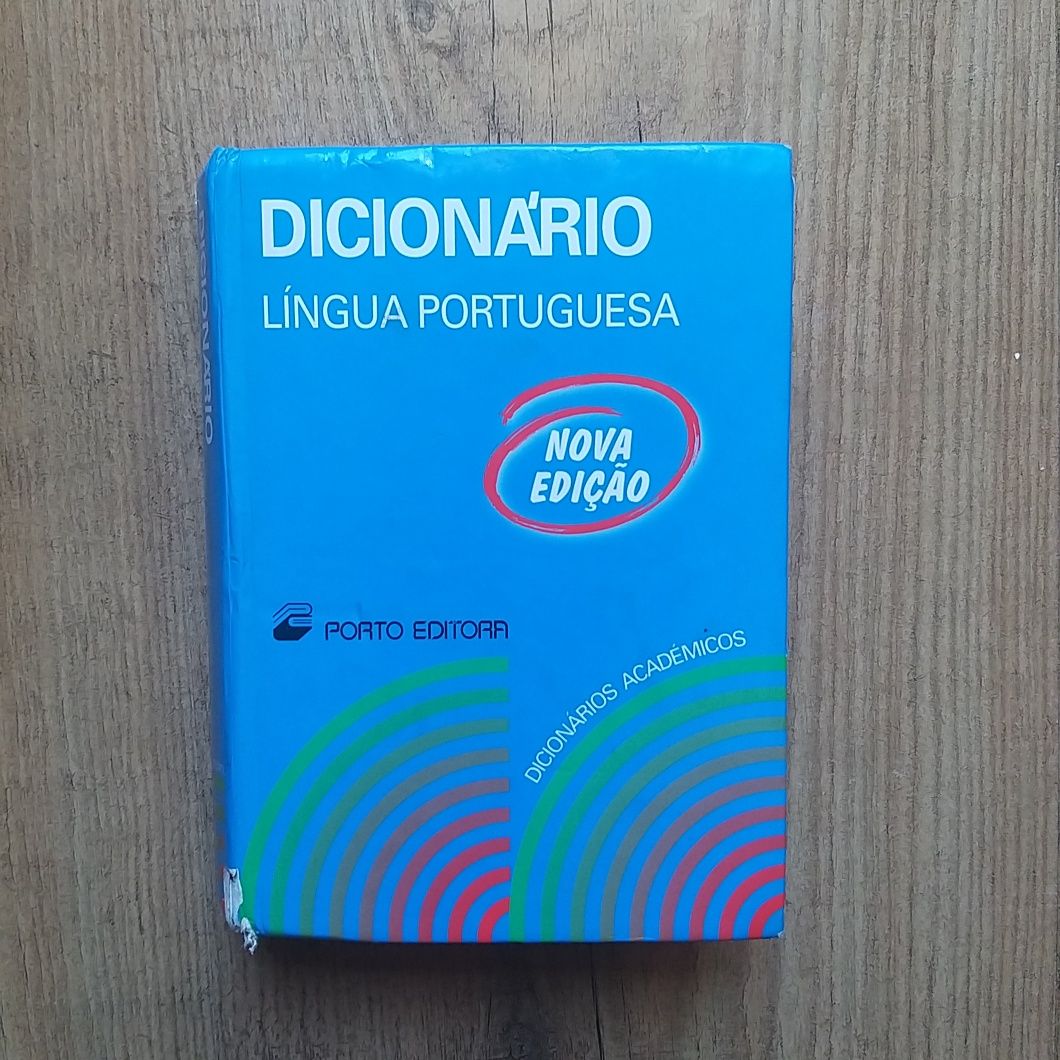 DICIONÁRIO
LÍNGUA PORTUGUESA
NOVA
EDIÇÃO
PORTO EDITORA
DICIONÁRIOS ACADÉMICOS
DICIONÁRIO